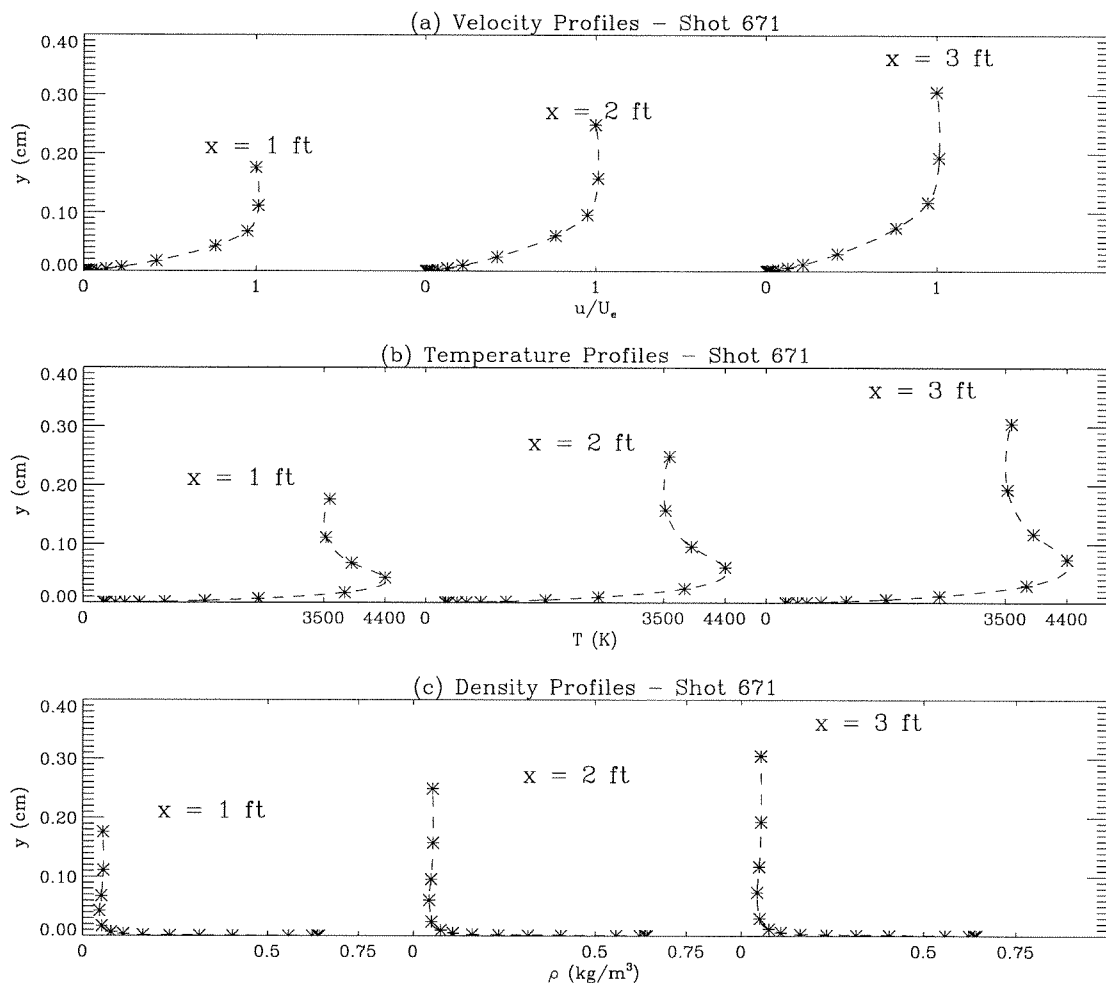 (a) Velocity Profiles – Shot 671
0.40
x = 3 ft
0.30
x = 2 ft
y (cm)
0.20
x = 1 ft
0.10
0.00
0 1 0 1 0 1
u/Uₑ
(b) Temperature Profiles – Shot 671
0.40
x = 3 ft
0.30
x = 2 ft
y (cm)
0.20
x = 1 ft
0.10
0.00
0 3500 4400 0 3500 4400 0 3500 4400
T (K)
(c) Density Profiles – Shot 671
0.40
x = 3 ft
0.30
x = 2 ft
y (cm)
0.20
x = 1 ft
0.10
0.00
0 0.5 0.75 0 0.5 0.75 0 0.5 0.75
ρ (kg/m³)